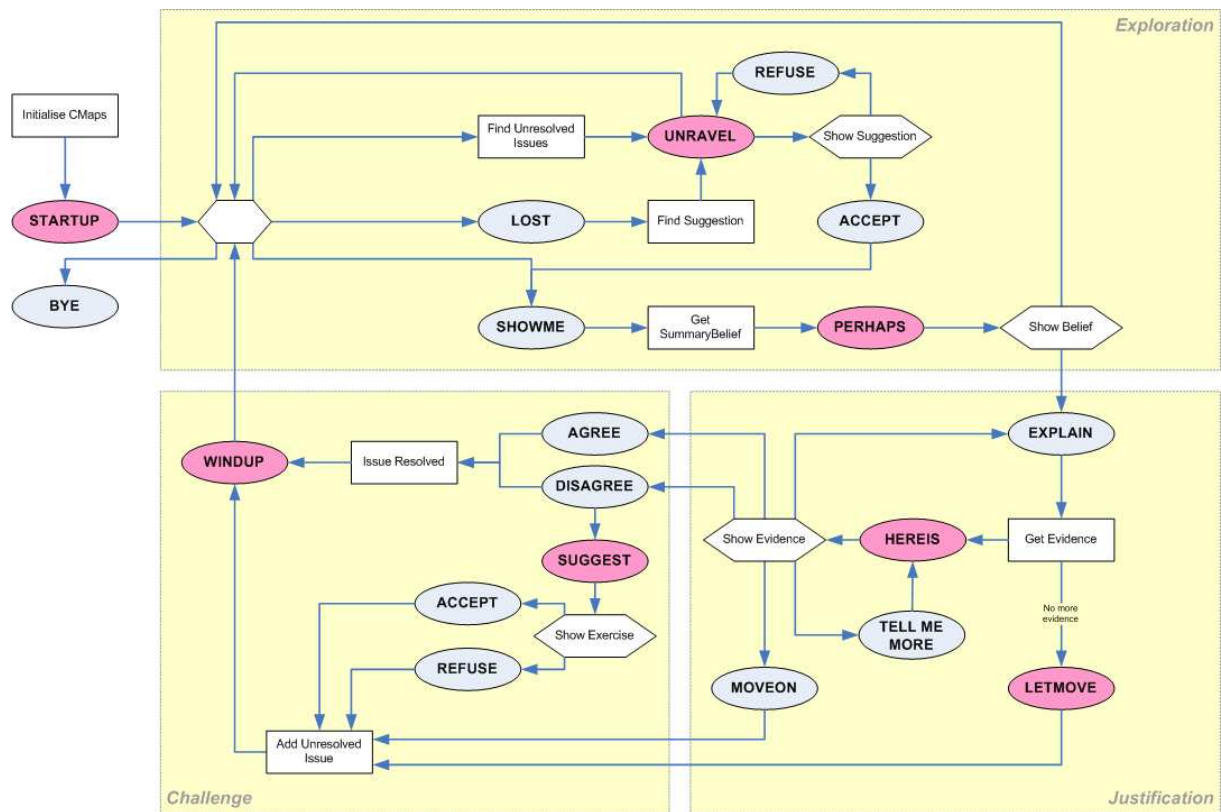 Exploration
REFUSE
Initialise CMaps
Find Unresolved
Issues
UNRAVEL
Show Suggestion
STARTUP
LOST
Find Suggestion
ACCEPT
BYE
SHOWME
Get
SummaryBelief
PERHAPS
Show Belief
AGREE
EXPLAIN
WINDUP
Issue Resolved
DISAGREE
Show Evidence
HEREIS
Get Evidence
SUGGEST
ACCEPT
Show Exercise
TELL ME
MORE
No more
evidence
REFUSE
MOVEON
LETMOVE
Add Unresolved
Issue
Challenge
Justification